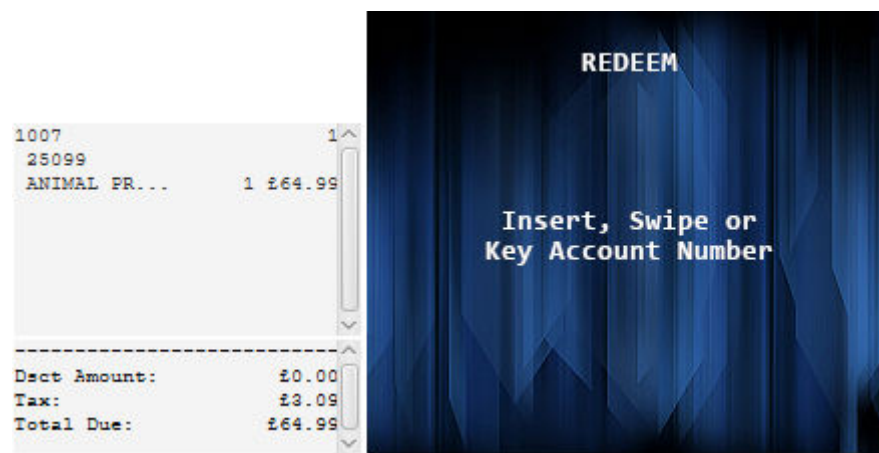 1007 1
25099
ANIMAL PR... 1 £64.99
---------------------------
Dsct Amount: £0.00
Tax: £3.09
Total Due: £64.99
REDEEM
Insert, Swipe or
Key Account Number